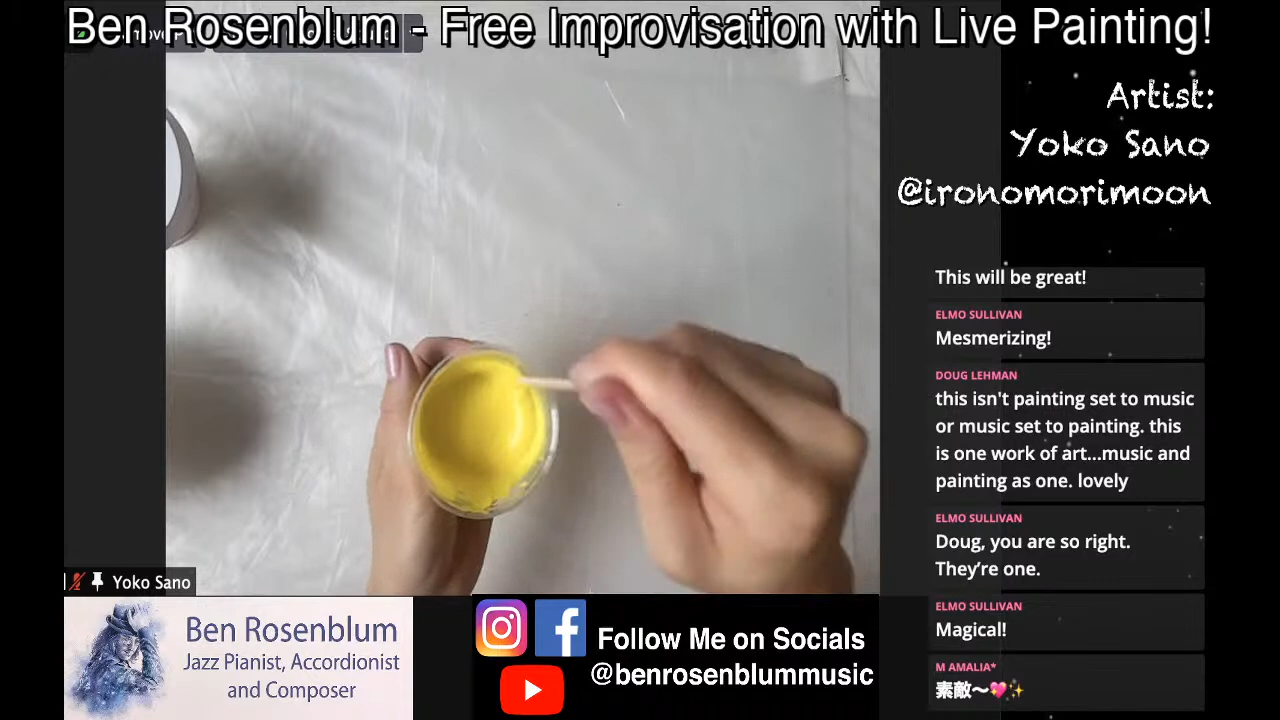 Ben Rosenblum - Free Improvisation with Live Painting!
Artist:
Yoko Sano
@ironomorimoon
This will be great!
ELMO SULLIVAN
Mesmerizing!
DOUG LEHMAN
this isn't painting set to music
or music set to painting. this
is one work of art...music and
painting as one. lovely
ELMO SULLIVAN
Doug, you are so right.
They’re one.
ELMO SULLIVAN
Magical!
M AMALIA*
素敵〜💖✨
Yoko Sano
Ben Rosenblum
Jazz Pianist, Accordionist
and Composer
Follow Me on Socials
@benrosenblummusic